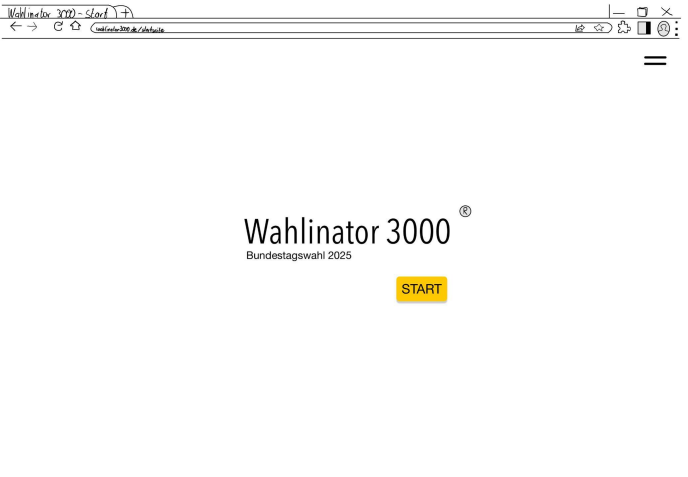 Wahlinator 3000 - Start
wahlinator3000.de/startseite
®
Wahlinator 3000
Bundestagswahl 2025
START